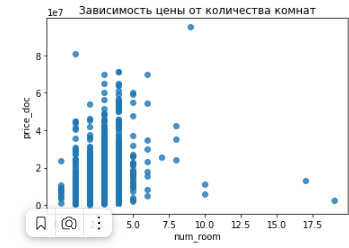 Зависимость цены от количества комнат
1e7
8
6
4
2
0
price_doc
5.0 7.5 10.0 12.5 15.0 17.5
num_room